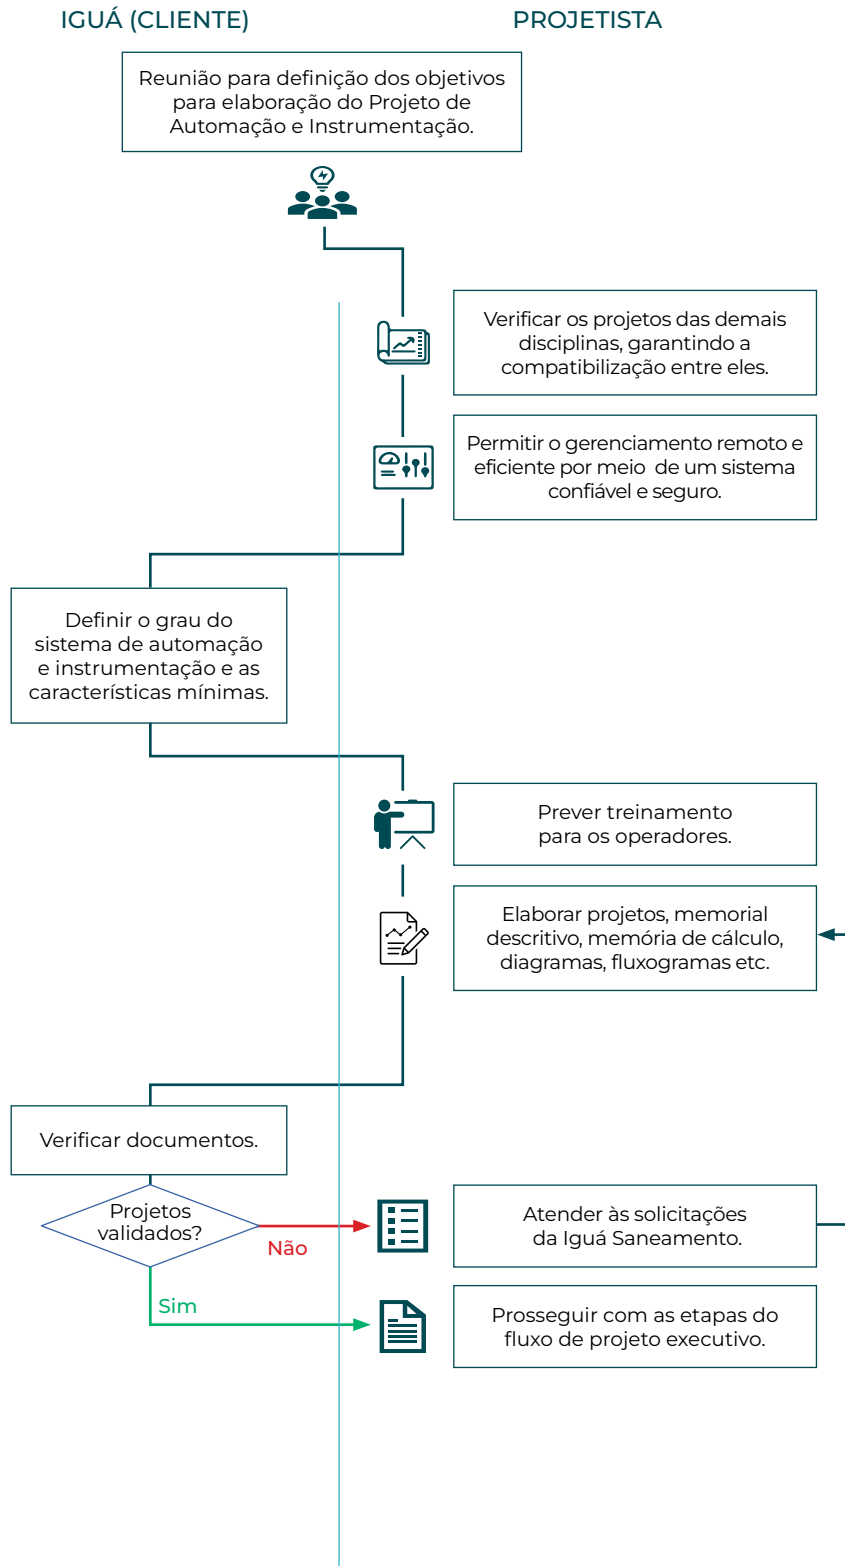 IGUÁ (CLIENTE)
PROJETISTA
Reunião para definição dos objetivos
para elaboração do Projeto de
Automação e Instrumentação.
Verificar os projetos das demais
disciplinas, garantindo a
compatibilização entre eles.
Permitir o gerenciamento remoto e
eficiente por meio de um sistema
confiável e seguro.
Definir o grau do
sistema de automação
e instrumentação e as
características mínimas.
Prever treinamento
para os operadores.
Elaborar projetos, memorial
descritivo, memória de cálculo,
diagramas, fluxogramas etc.
Verificar documentos.
Projetos
validados?
Não
Atender às solicitações
da Iguá Saneamento.
Sim
Prosseguir com as etapas do
fluxo de projeto executivo.